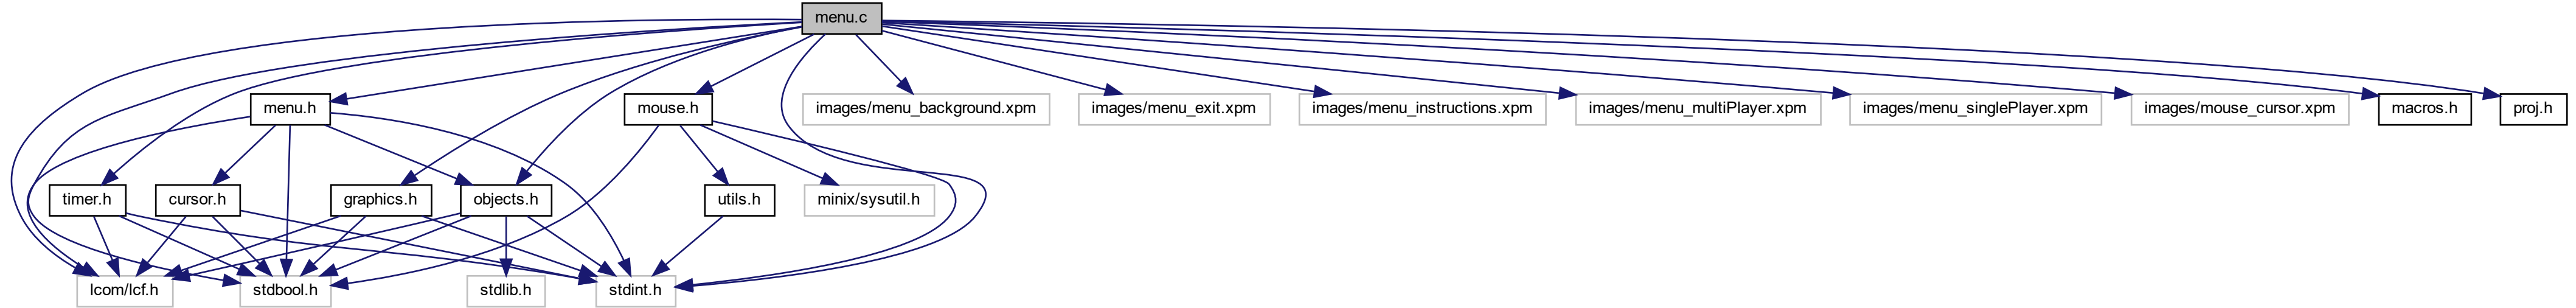 menu.c
menu.h
mouse.h
images/menu_background.xpm
images/menu_exit.xpm
images/menu_instructions.xpm
images/menu_multiPlayer.xpm
images/menu_singlePlayer.xpm
images/mouse_cursor.xpm
macros.h
proj.h
timer.h
cursor.h
graphics.h
objects.h
utils.h
minix/sysutil.h
lcom/lcf.h
stdbool.h
stdlib.h
stdint.h